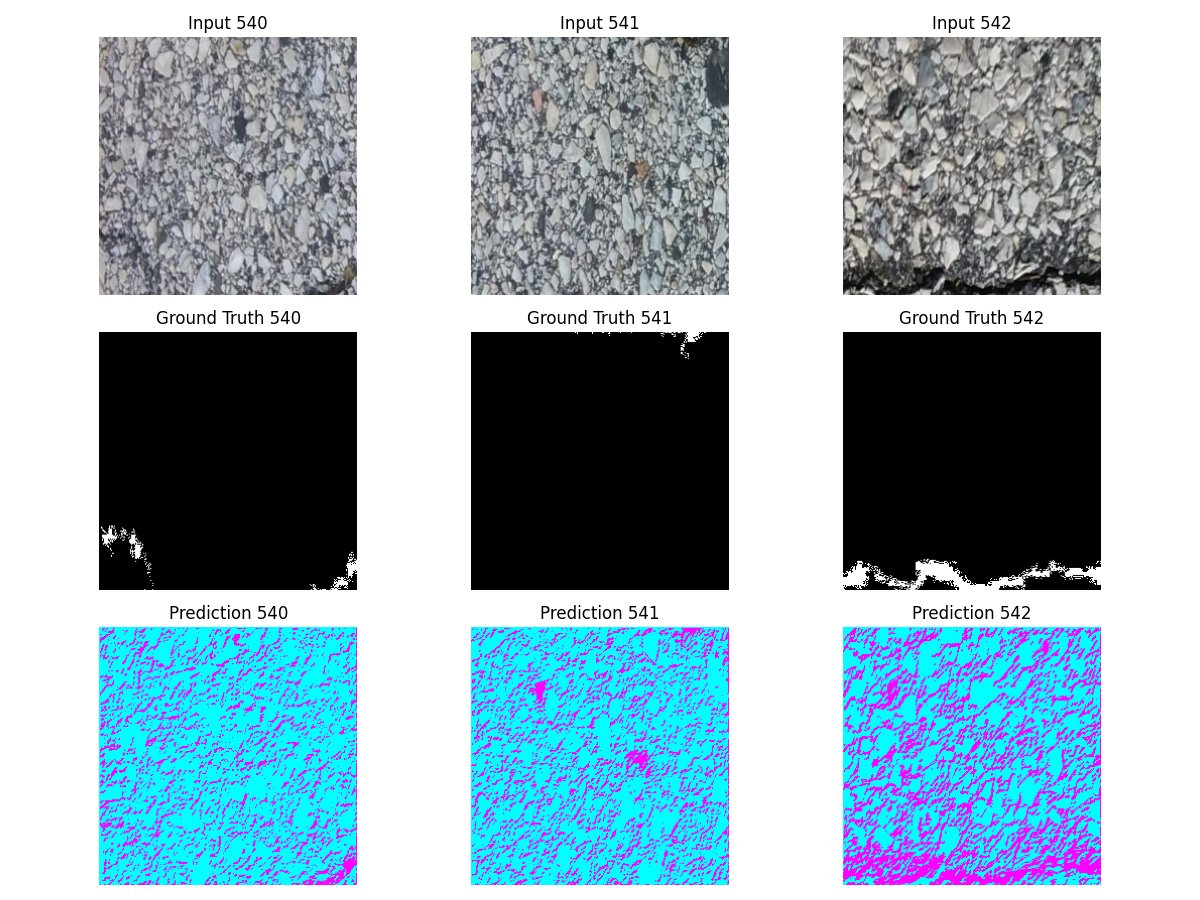 Input 540
Input 541
Input 542
Ground Truth 540
Ground Truth 541
Ground Truth 542
Prediction 540
Prediction 541
Prediction 542